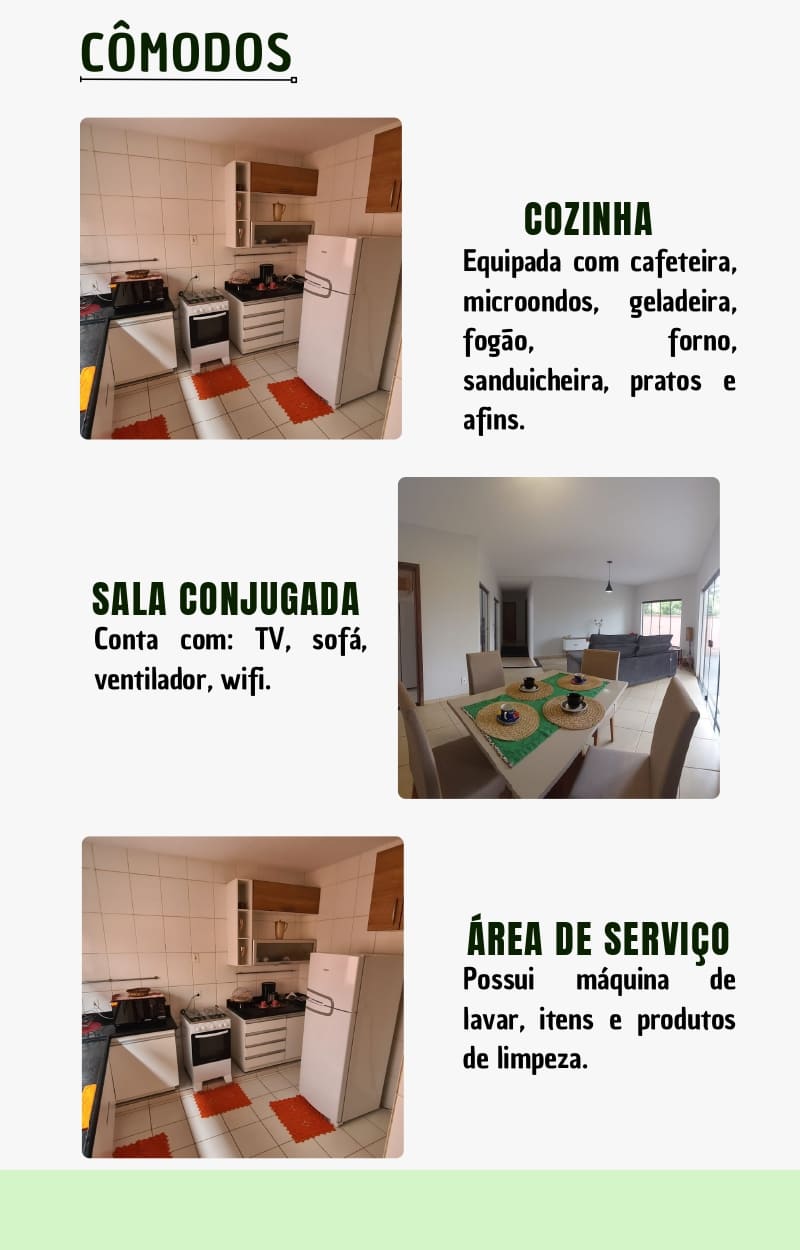 CÔMODOS
COZINHA
Equipada com cafeteira,
microondos, geladeira,
fogão, forno,
sanduicheira, pratos e
afins.
SALA CONJUGADA
Conta com: TV, sofá,
ventilador, wifi.
ÁREA DE SERVIÇO
Possui máquina de
lavar, itens e produtos
de limpeza.